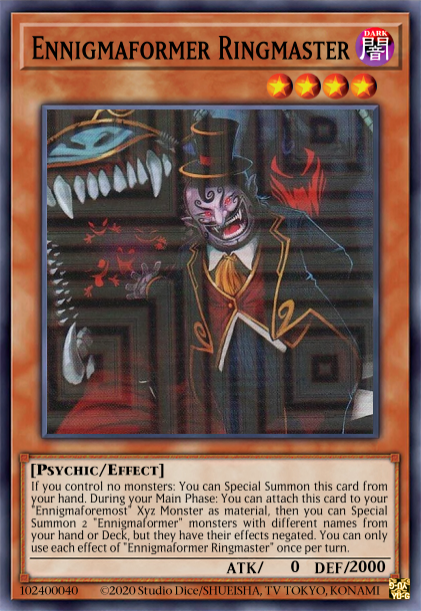 ENNIGMAFORMER RINGMASTER
DARK
闇
[PSYCHIC/EFFECT]
If you control no monsters: You can Special Summon this card from
your hand. During your Main Phase: You can attach this card to your
"Ennigmaforemost" Xyz Monster as material, then you can Special
Summon 2 "Ennigmaformer" monsters with different names from
your hand or Deck, but they have their effects negated. You can only
use each effect of "Ennigmaformer Ringmaster" once per turn.
ATK/ 0 DEF/2000
102400040 ©2020 Studio Dice/SHUEISHA, TV TOKYO, KONAMI